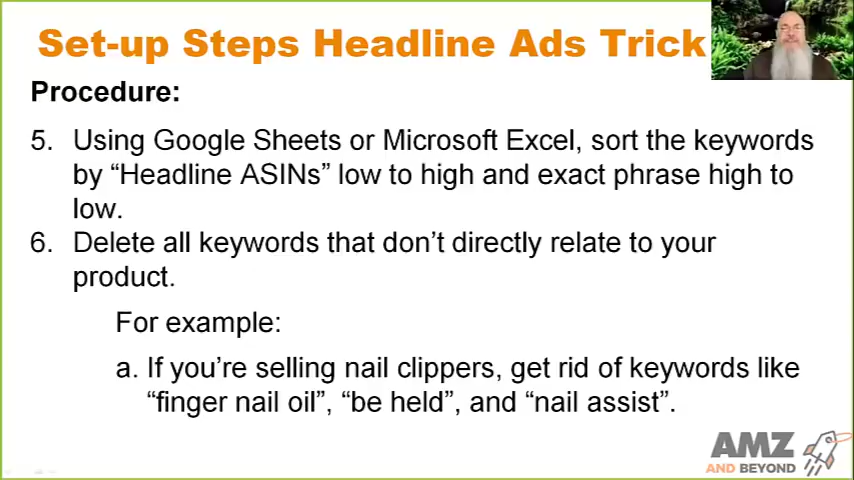 Set-up Steps Headline Ads Trick
Procedure:
5. Using Google Sheets or Microsoft Excel, sort the keywords
by “Headline ASINs” low to high and exact phrase high to
low.
6. Delete all keywords that don’t directly relate to your
product.
For example:
a. If you’re selling nail clippers, get rid of keywords like
“finger nail oil”, “be held”, and “nail assist”.
AMZ
AND BEYOND